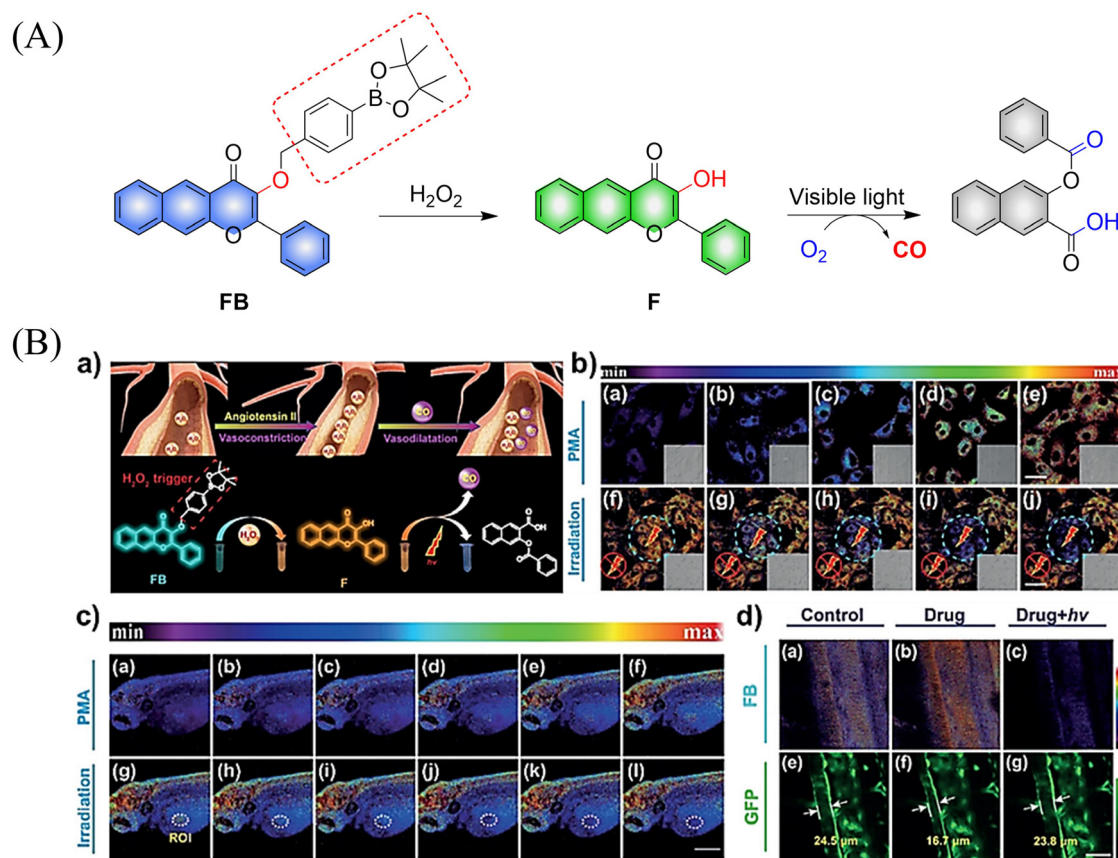 (A)
O
O
B
O
O
O
FB
H2O2
O
OH
O
F
Visible light
O2
CO
O
O
OH
O
(B)
a)
Angiotensin II
Vasoconstriction
CO
Vasodilatation
H2O2 trigger
FB
H2O2
F
hv
CO
b)
min
max
(a)
(b)
(c)
(d)
(e)
PMA
(f)
(g)
(h)
(i)
(j)
Irradiation
c)
min
max
(a)
(b)
(c)
(d)
(e)
(f)
PMA
(g)
(h)
(i)
(j)
(k)
(l)
Irradiation
ROI
d)
Control
Drug
Drug+hv
(a)
(b)
(c)
FB
(e)
(f)
(g)
GFP
24.5 µm
16.7 µm
23.8 µm